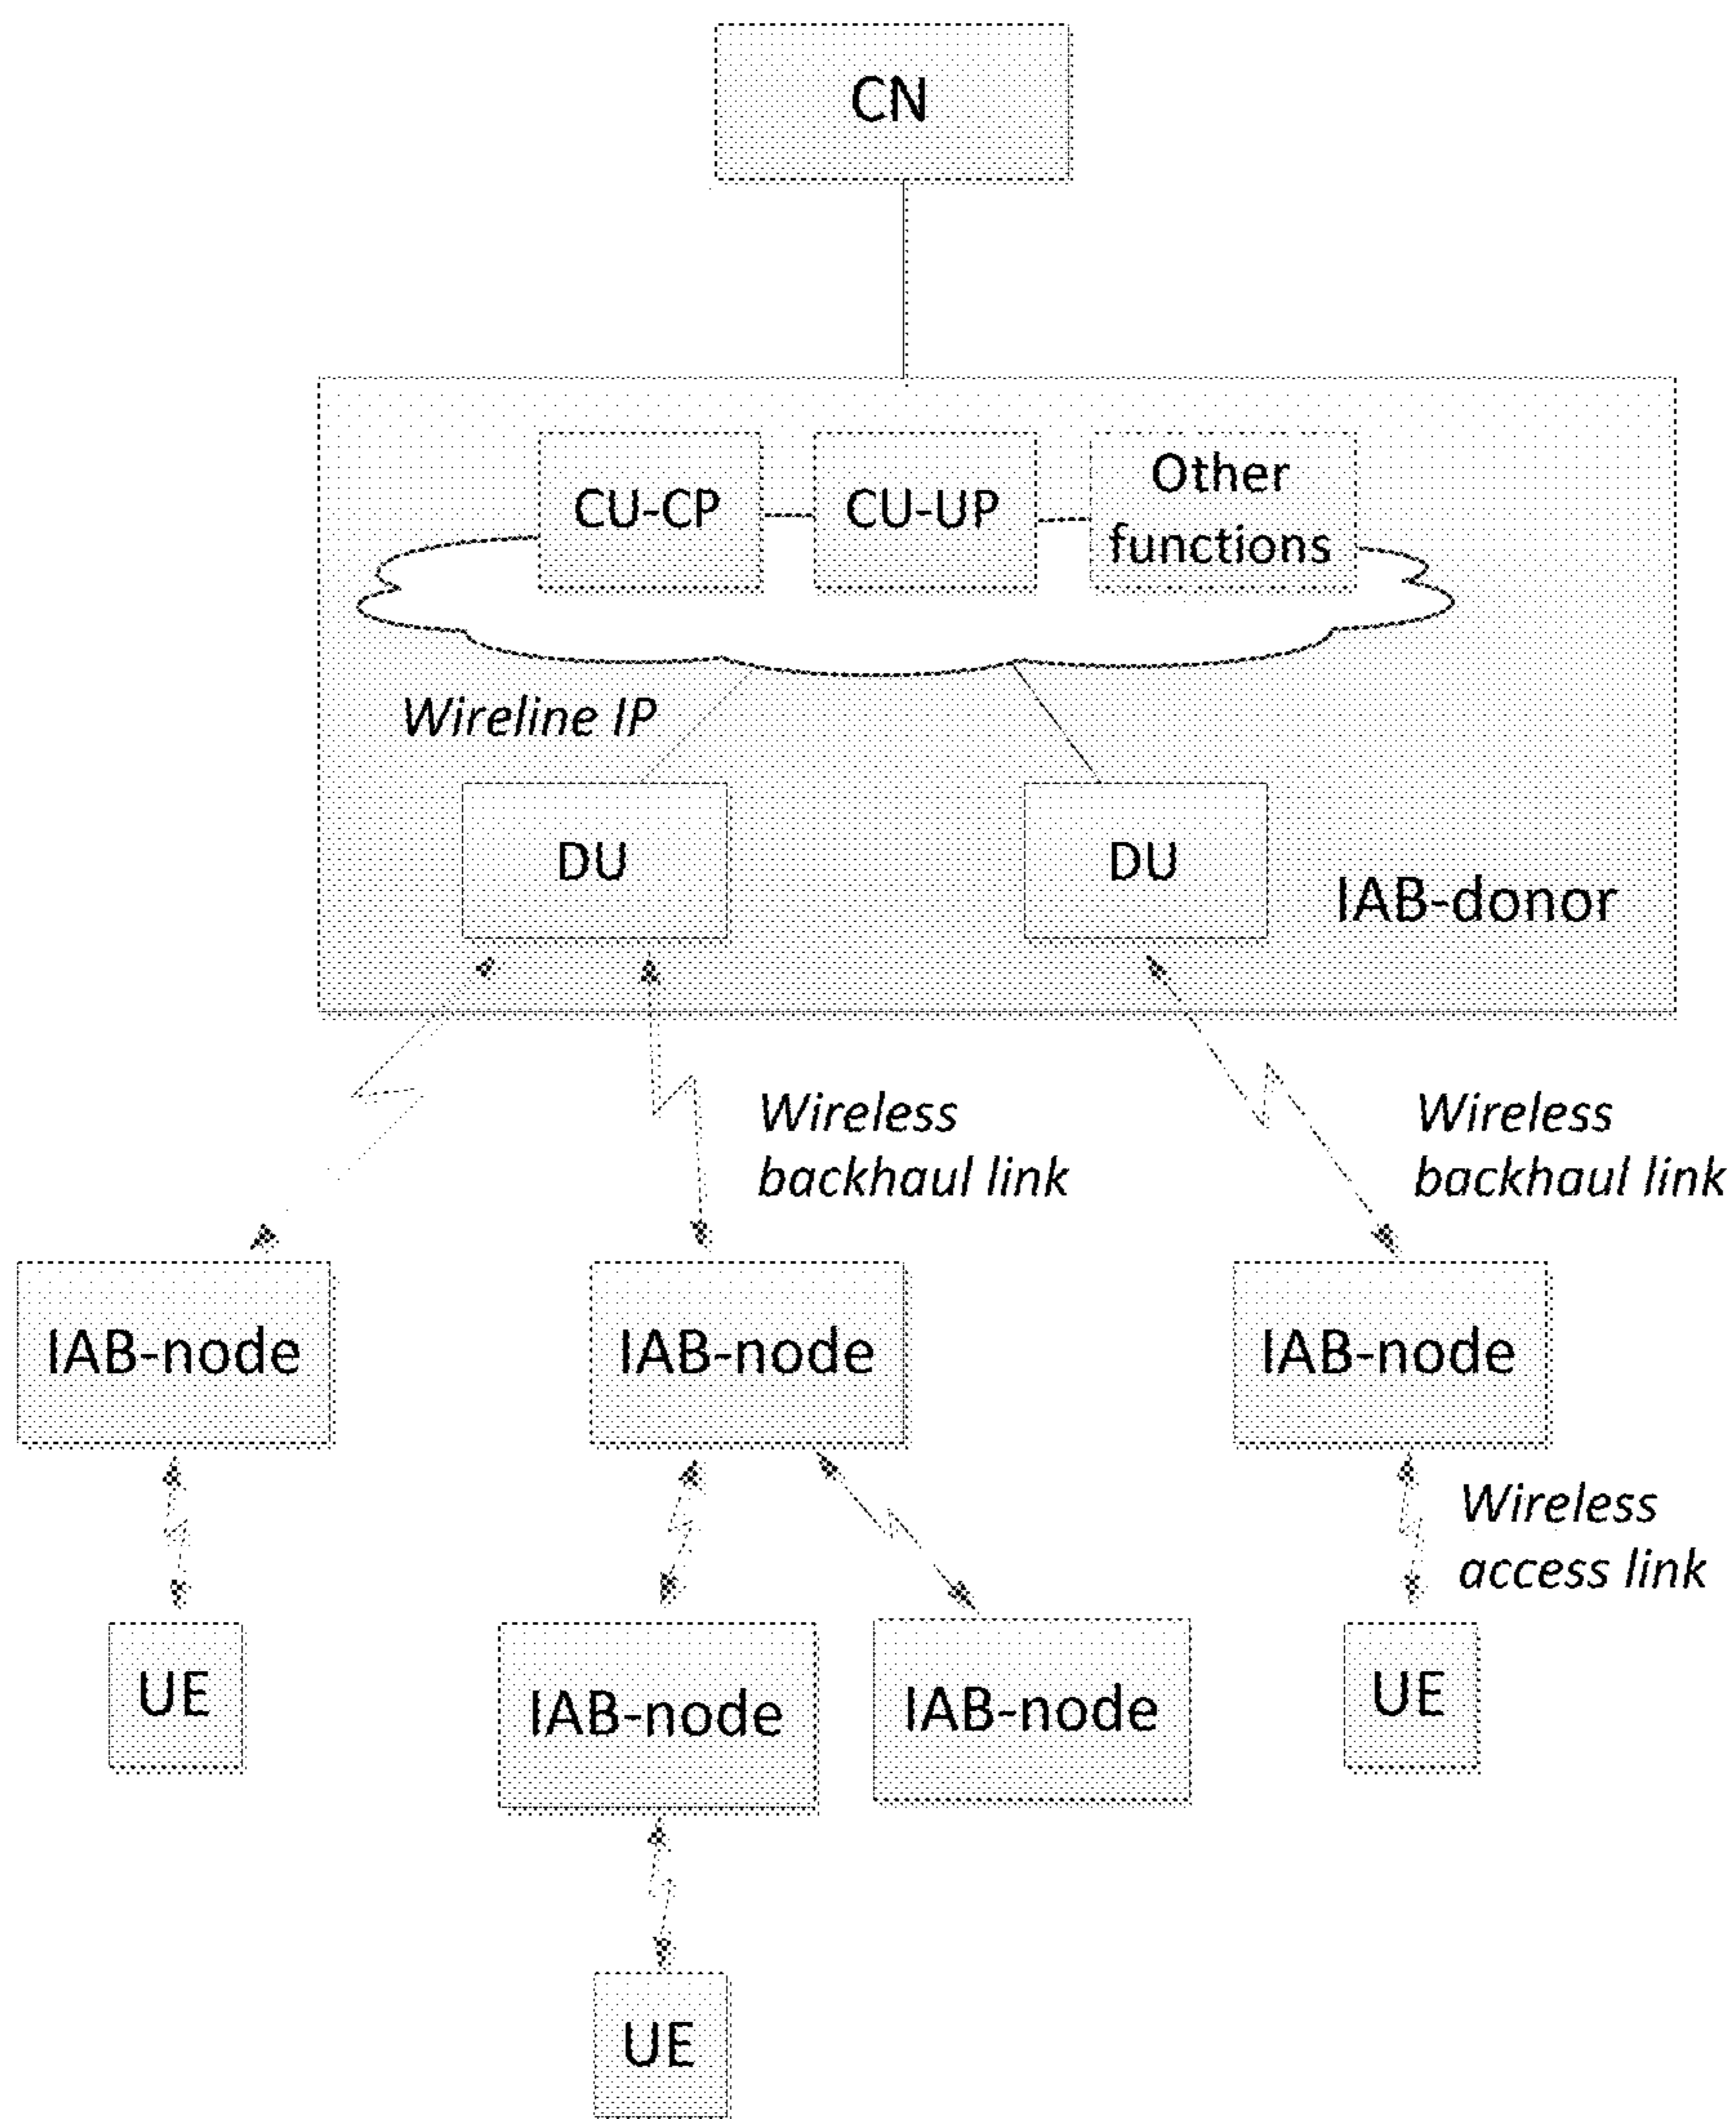 CN
CU-CP
CU-UP
Other
functions
Wireline IP
DU
DU
IAB-donor
Wireless
backhaul link
Wireless
backhaul link
IAB-node
IAB-node
IAB-node
Wireless
access link
UE
IAB-node
IAB-node
UE
UE